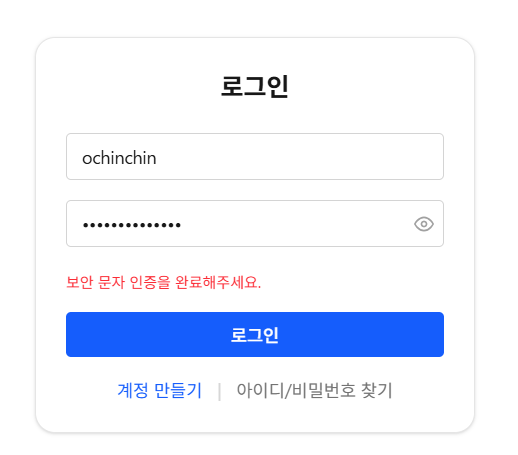 로그인
ochinchin
••••••••••••••
보안 문자 인증을 완료해주세요.
로그인
계정 만들기 | 아이디/비밀번호 찾기